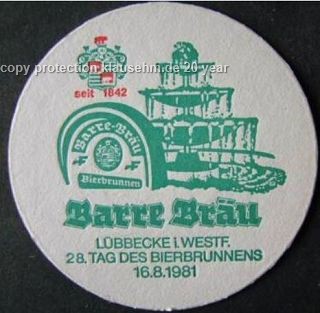 copy protection klausehm.de 20 year
seit 1842
Barre-Bräu
Bierbrunnen
Barre Bräu
LÜBBECKE i. WESTF.
28. TAG DES BIERBRUNNENS
16.8.1981